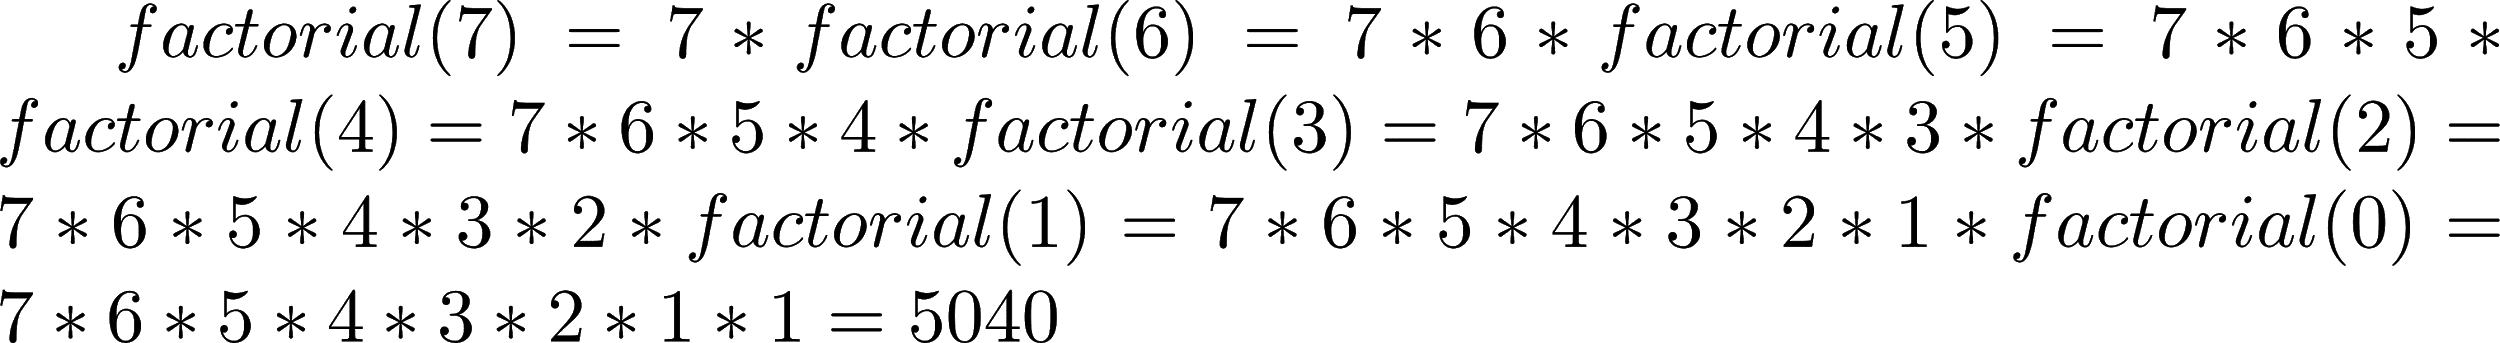 factorial(7) = 7 * factorial(6) = 7 * 6 * factorial(5) = 7 * 6 * 5 *
factorial(4) = 7 * 6 * 5 * 4 * factorial(3) = 7 * 6 * 5 * 4 * 3 * factorial(2) =
7 * 6 * 5 * 4 * 3 * 2 * factorial(1) = 7 * 6 * 5 * 4 * 3 * 2 * 1 * factorial(0) =
7 * 6 * 5 * 4 * 3 * 2 * 1 * 1 = 5040